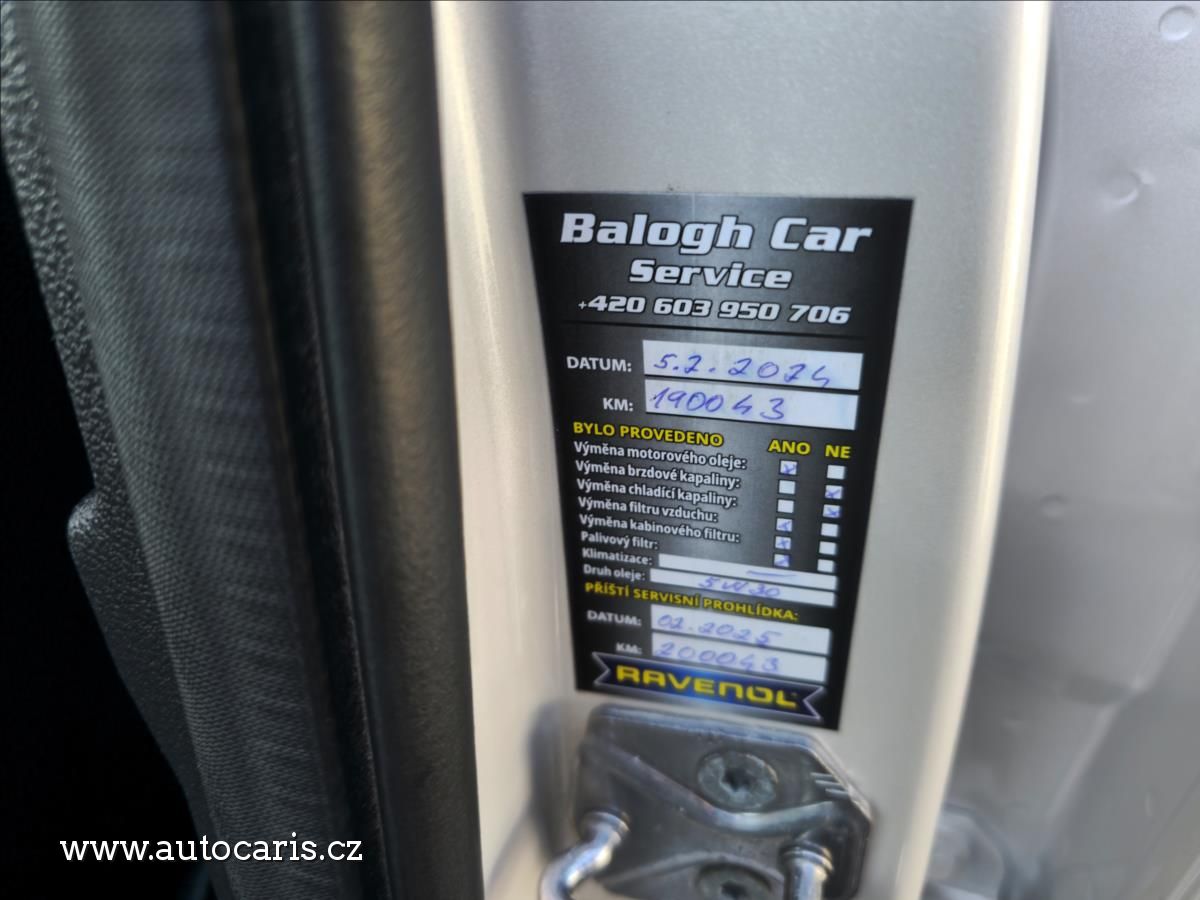 Balogh Car
Service
+420 603 950 706
DATUM: 5.2.2024
KM: 190043
BYLO PROVEDENO ANO NE
Výměna motorového oleje: x
Výměna brzdové kapaliny: x
Výměna chladící kapaliny: x
Výměna filtru vzduchu: x
Výměna kabinového filtru: x
Palivový filtr: x
Klimatizace: —
Druh oleje: 5W30
PŘÍŠTÍ SERVISNÍ PROHLÍDKA:
DATUM: 02.2025
KM: 200043
RAVENOL
www.autocaris.cz